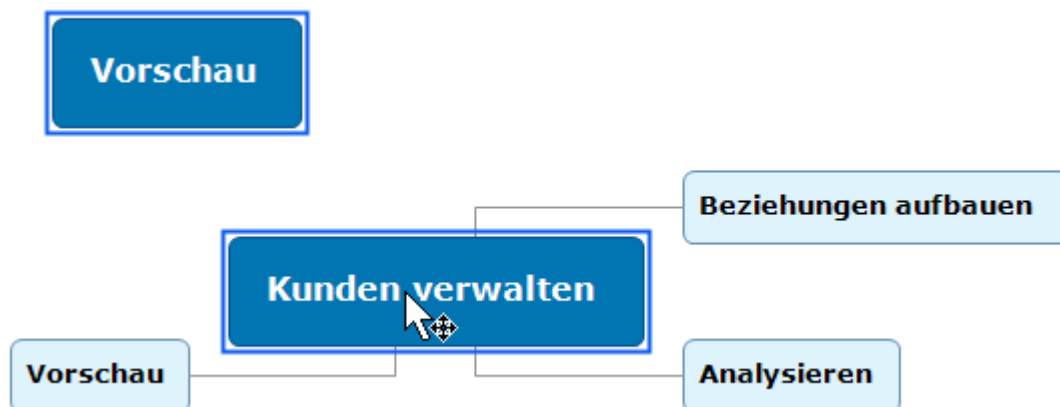 Vorschau
Beziehungen aufbauen
Kunden verwalten
Vorschau
Analysieren